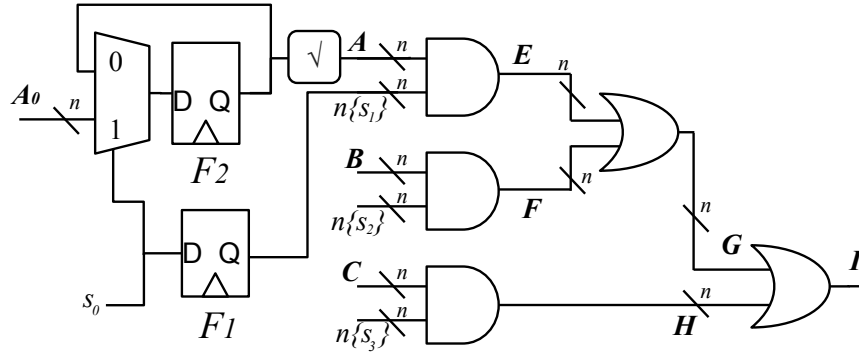 0 √ A n E n
A0 n D Q n{s1} n
1
F2 B n
n{s2} n F n
D Q n
G I
C n
s0 F1 n{s3} n H n